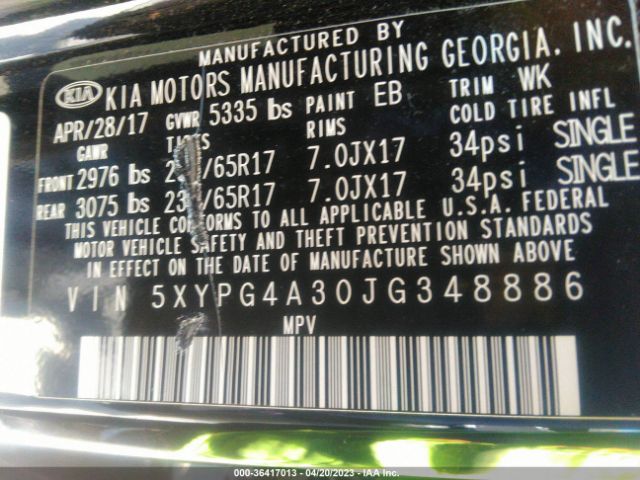 MANUFACTURED BY
KIA KIA MOTORS MANUFACTURING GEORGIA. INC.
APR/28/17 GVWR 5335 lbs PAINT EB TRIM WK
GAWR RIMS COLD TIRE INFL
FRONT 2976 lbs /65R17 7.0JX17 34psi SINGLE
REAR 3075 lbs /65R17 7.0JX17 34psi SINGLE
THIS VEHICLE CONFORMS TO ALL APPLICABLE U.S.A. FEDERAL
MOTOR VEHICLE SAFETY AND THEFT PREVENTION STANDARDS
IN EFFECT ON THE DATE OF MANUFACTURE SHOWN ABOVE
VIN 5XYPG4A30JG348886
MPV
000-36417013 - 04/20/2023 - IAA Inc.